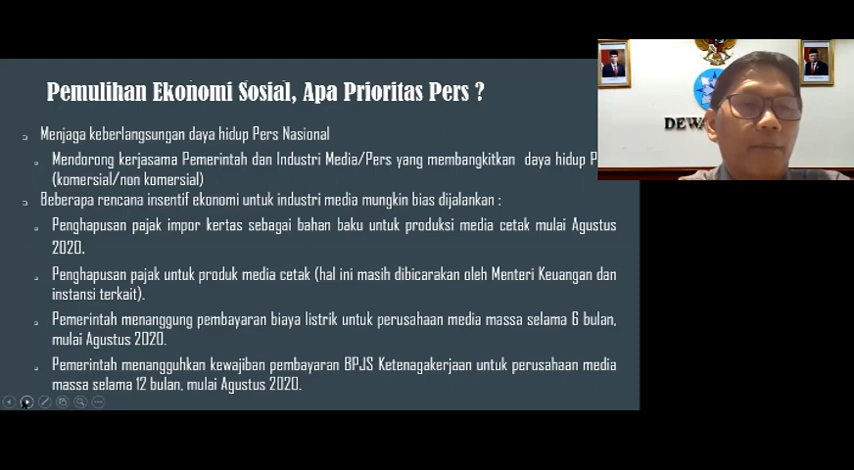 Pemulihan Ekonomi Sosial, Apa Prioritas Pers ?
Menjaga keberlangsungan daya hidup Pers Nasional
Mendorong kerjasama Pemerintah dan Industri Media/Pers yang membangkitkan daya hidup
(komersial/non komersial)
Beberapa rencana insentif ekonomi untuk industri media mungkin bias dijalankan :
Penghapusan pajak impor kertas sebagai bahan baku untuk produksi media cetak mulai Agustus
2020.
Penghapusan pajak untuk produk media cetak (hal ini masih dibicarakan oleh Menteri Keuangan dan
instansi terkait).
Pemerintah menanggung pembayaran biaya listrik untuk perusahaan media massa selama 6 bulan,
mulai Agustus 2020.
Pemerintah menangguhkan kewajiban pembayaran BPJS Ketenagakerjaan untuk perusahaan media
massa selama 12 bulan, mulai Agustus 2020.
DEWA